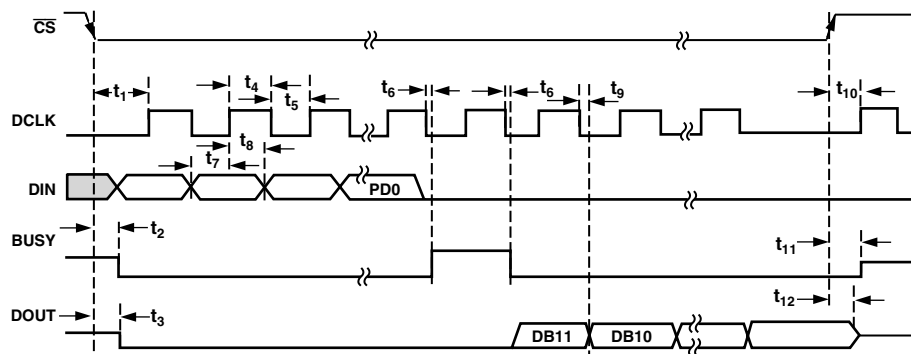 CS
t1 t4 t5 t6 t6 t9 t10
DCLK
t7 t8
DIN PD0
t2 t11
BUSY
t12
DOUT t3
DB11 DB10